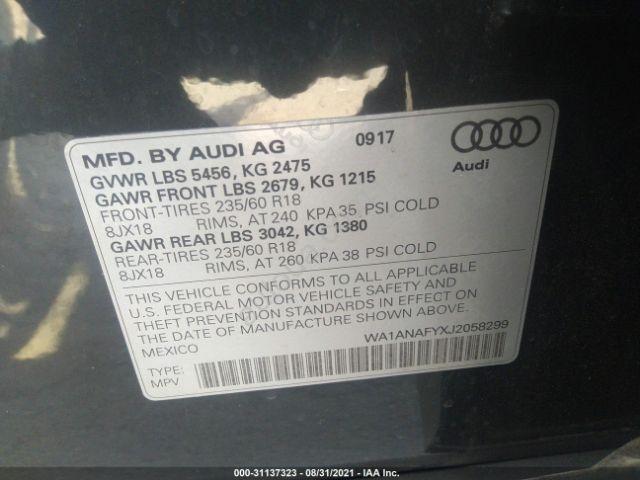 MFD. BY AUDI AG 09 17
GVWR LBS 5456, KG 2475
GAWR FRONT LBS 2679, KG 1215
FRONT-TIRES 235/60 R18
8JX18 RIMS, AT 240 KPA 35 PSI COLD
GAWR REAR LBS 3042, KG 1380
REAR-TIRES 235/60 R18
8JX18 RIMS, AT 260 KPA 38 PSI COLD
Audi
THIS VEHICLE CONFORMS TO ALL APPLICABLE
U.S. FEDERAL MOTOR VEHICLE SAFETY AND
THEFT PREVENTION STANDARDS IN EFFECT ON
THE DATE OF MANUFACTURE SHOWN ABOVE.
MEXICO WA1ANAFYXJ2058299
TYPE:
MPV
000-31137323 - 08/31/2021 - IAA Inc.